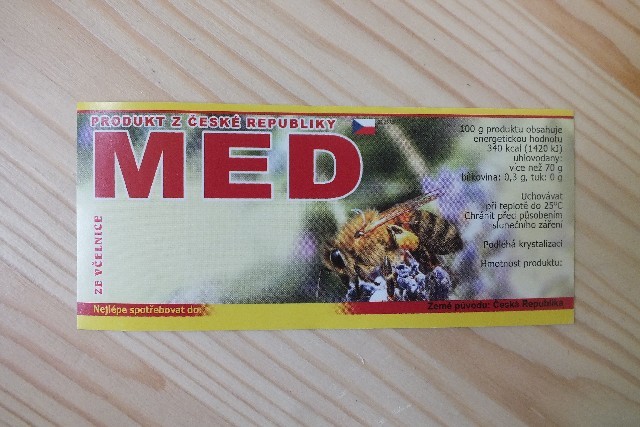 PRODUKT Z ČESKÉ REPUBLIKY
MED
ZE VČELNICE
100 g produktu obsahuje
energetickou hodnotu
340 kcal (1420 kJ)
uhlovodany:
více než 70 g
bílkovina: 0,3 g, tuk: 0 g
Uchovávat
při teplotě do 25°C
Chránit před působením
slunečního záření
Podléhá krystalizaci
Hmotnost produktu:
Nejlépe spotřebovat do:
Země původu: Česká Republika